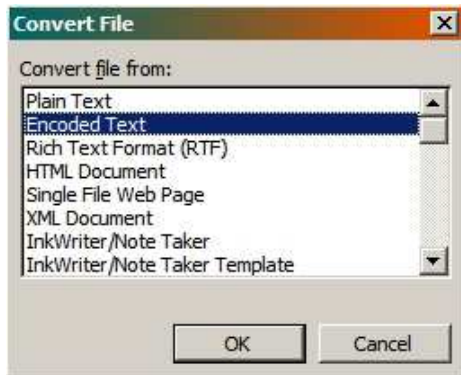 Convert File
Convert file from:
Plain Text
Encoded Text
Rich Text Format (RTF)
HTML Document
Single File Web Page
XML Document
InkWriter/Note Taker
InkWriter/Note Taker Template
OK Cancel